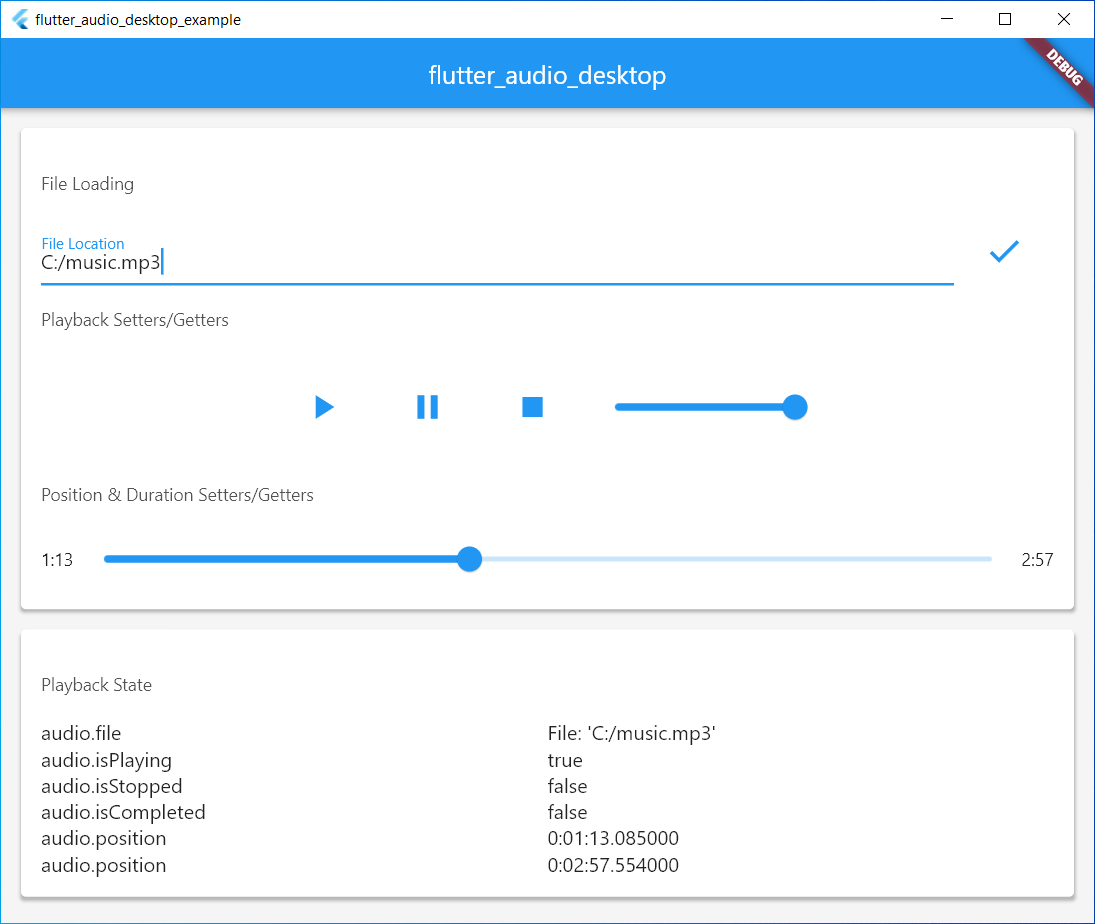 flutter_audio_desktop_example
flutter_audio_desktop
DEBUG
File Loading
File Location
C:/music.mp3
Playback Setters/Getters
Position & Duration Setters/Getters
1:13 2:57
Playback State
audio.file File: 'C:/music.mp3'
audio.isPlaying true
audio.isStopped false
audio.isCompleted false
audio.position 0:01:13.085000
audio.position 0:02:57.554000